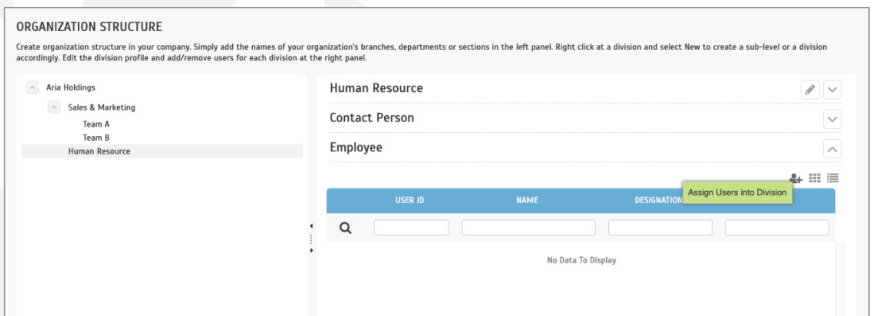 ORGANIZATION STRUCTURE
Create organization structure in your company. Simply add the names of your organization's branches, departments or sections in the left panel. Right click at a division and select New to create a sub-level or a division
accordingly. Edit the division profile and add/remove users for each division at the right panel.
Aria Holdings
Sales & Marketing
Team A
Team B
Human Resource
Human Resource
Contact Person
Employee
Assign Users into Division
USER ID NAME DESIGNATION
No Data To Display